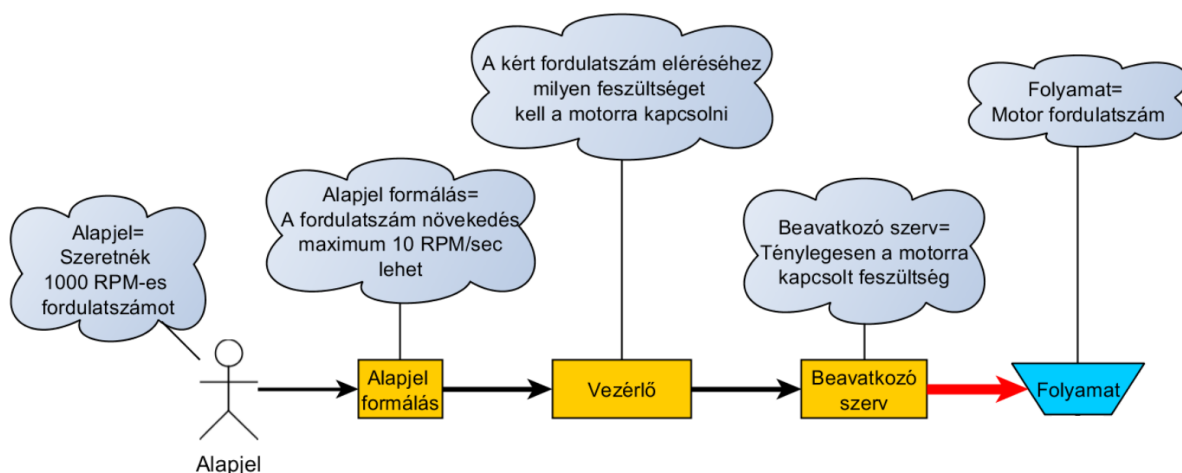 A kért fordulatszám eléréséhez
milyen feszültséget
kell a motorra kapcsolni
Folyamat=
Motor fordulatszám
Alapjel formálás=
A fordulatszám növekedés
maximum 10 RPM/sec
lehet
Beavatkozó szerv=
Ténylegesen a motorra
kapcsolt feszültség
Alapjel=
Szeretnék
1000 RPM-es
fordulatszámot
Alapjel
formálás
Vezérlő
Beavatkozó
szerv
Folyamat
Alapjel